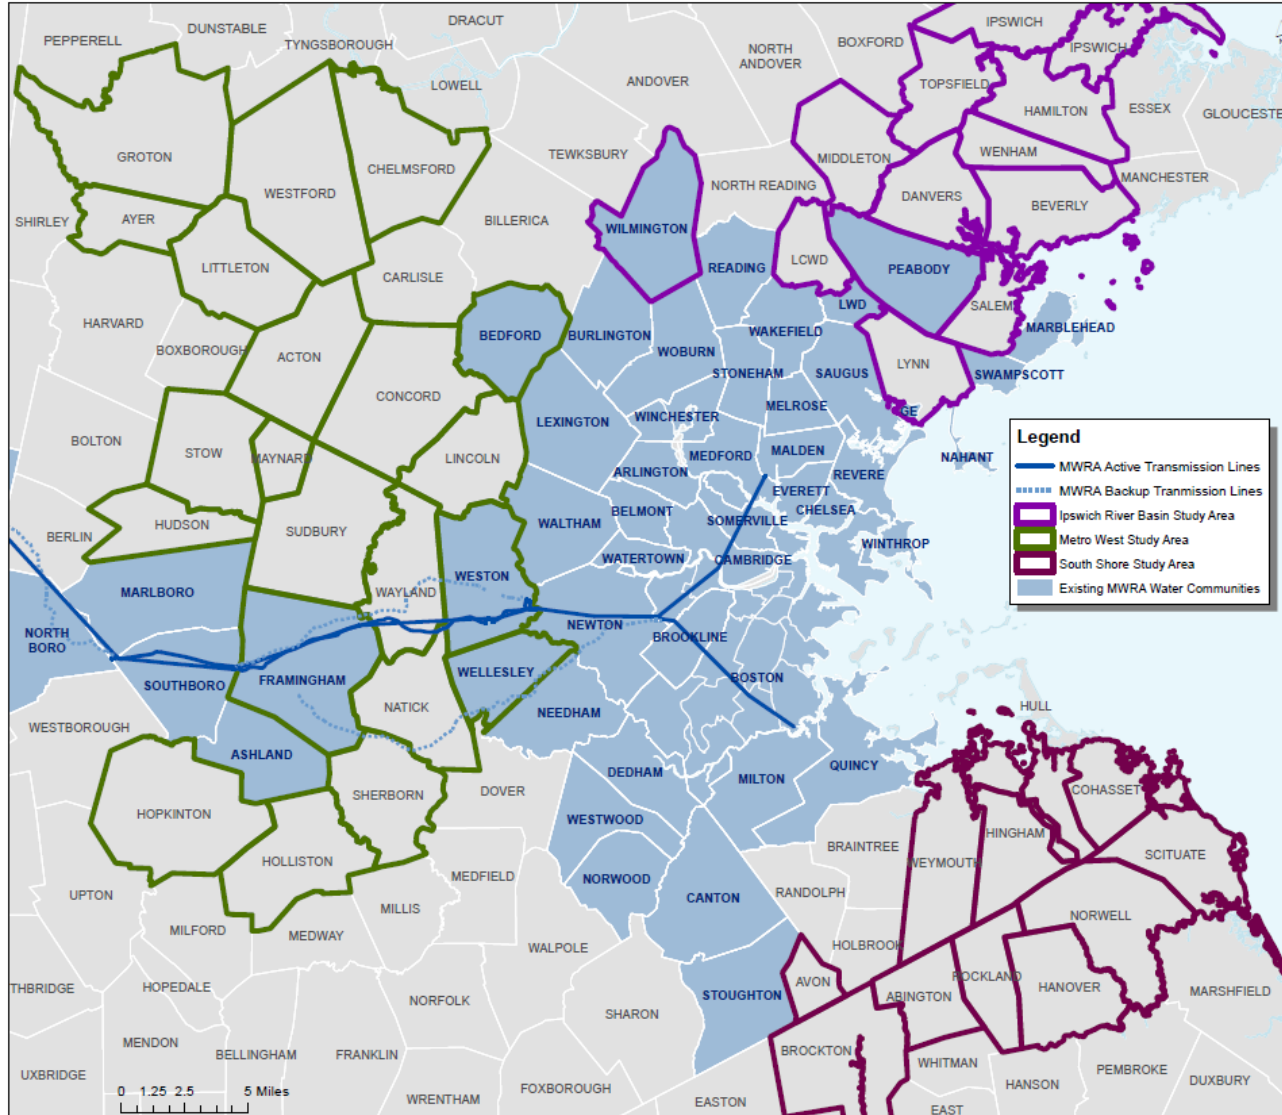 DUNSTABLE
DRACUT
IPSWICH
PEPPERELL
TYNGSBOROUGH
NORTH
ANDOVER
BOXFORD
IPSWICH
LOWELL
ANDOVER
TOPSFIELD
HAMILTON
ESSEX
GLOUCESTE
GROTON
CHELMSFORD
TEWKSBURY
MIDDLETON
WENHAM
WESTFORD
NORTH READING
DANVERS
MANCHESTER
SHIRLEY
AYER
BILLERICA
WILMINGTON
BEVERLY
LITTLETON
CARLISLE
READING
LCWD
PEABODY
HARVARD
LWD
SALEM
MARBLEHEAD
BOXBOROUGH
ACTON
BEDFORD
BURLINGTON
WOBURN
WAKEFIELD
STONEHAM
SAUGUS
LYNN
SWAMPSCOTT
CONCORD
LEXINGTON
WINCHESTER
MELROSE
GE
BOLTON
STOW
MAYNARD
LINCOLN
ARLINGTON
MEDFORD
MALDEN
REVERE
NAHANT
Legend
MWRA Active Transmission Lines
MWRA Backup Tranmission Lines
Ipswich River Basin Study Area
Metro West Study Area
South Shore Study Area
Existing MWRA Water Communities
HUDSON
SUDBURY
WALTHAM
BELMONT
EVERETT
CHELSEA
SOMERVILLE
BERLIN
WATERTOWN
CAMBRIDGE
WINTHROP
MARLBORO
WAYLAND
WESTON
NORTH
BORO
NEWTON
BROOKLINE
SOUTHBORO
FRAMINGHAM
WELLESLEY
BOSTON
NATICK
NEEDHAM
WESTBOROUGH
HULL
ASHLAND
DEDHAM
MILTON
QUINCY
SHERBORN
DOVER
COHASSET
HOPKINTON
WESTWOOD
HINGHAM
HOLLISTON
BRAINTREE
WEYMOUTH
SCITUATE
MEDFIELD
NORWOOD
CANTON
RANDOLPH
UPTON
MILLIS
NORWELL
MILFORD
MEDWAY
WALPOLE
HOLBROOK
THBRIDGE
HOPEDALE
NORFOLK
STOUGHTON
AVON
ROCKLAND
ABINGTON
HANOVER
MARSHFIELD
SHARON
MENDON
BELLINGHAM
FRANKLIN
BROCKTON
WHITMAN
PEMBROKE
UXBRIDGE
HANSON
DUXBURY
FOXBOROUGH
WRENTHAM
EASTON
EAST
0 1.25 2.5 5 Miles